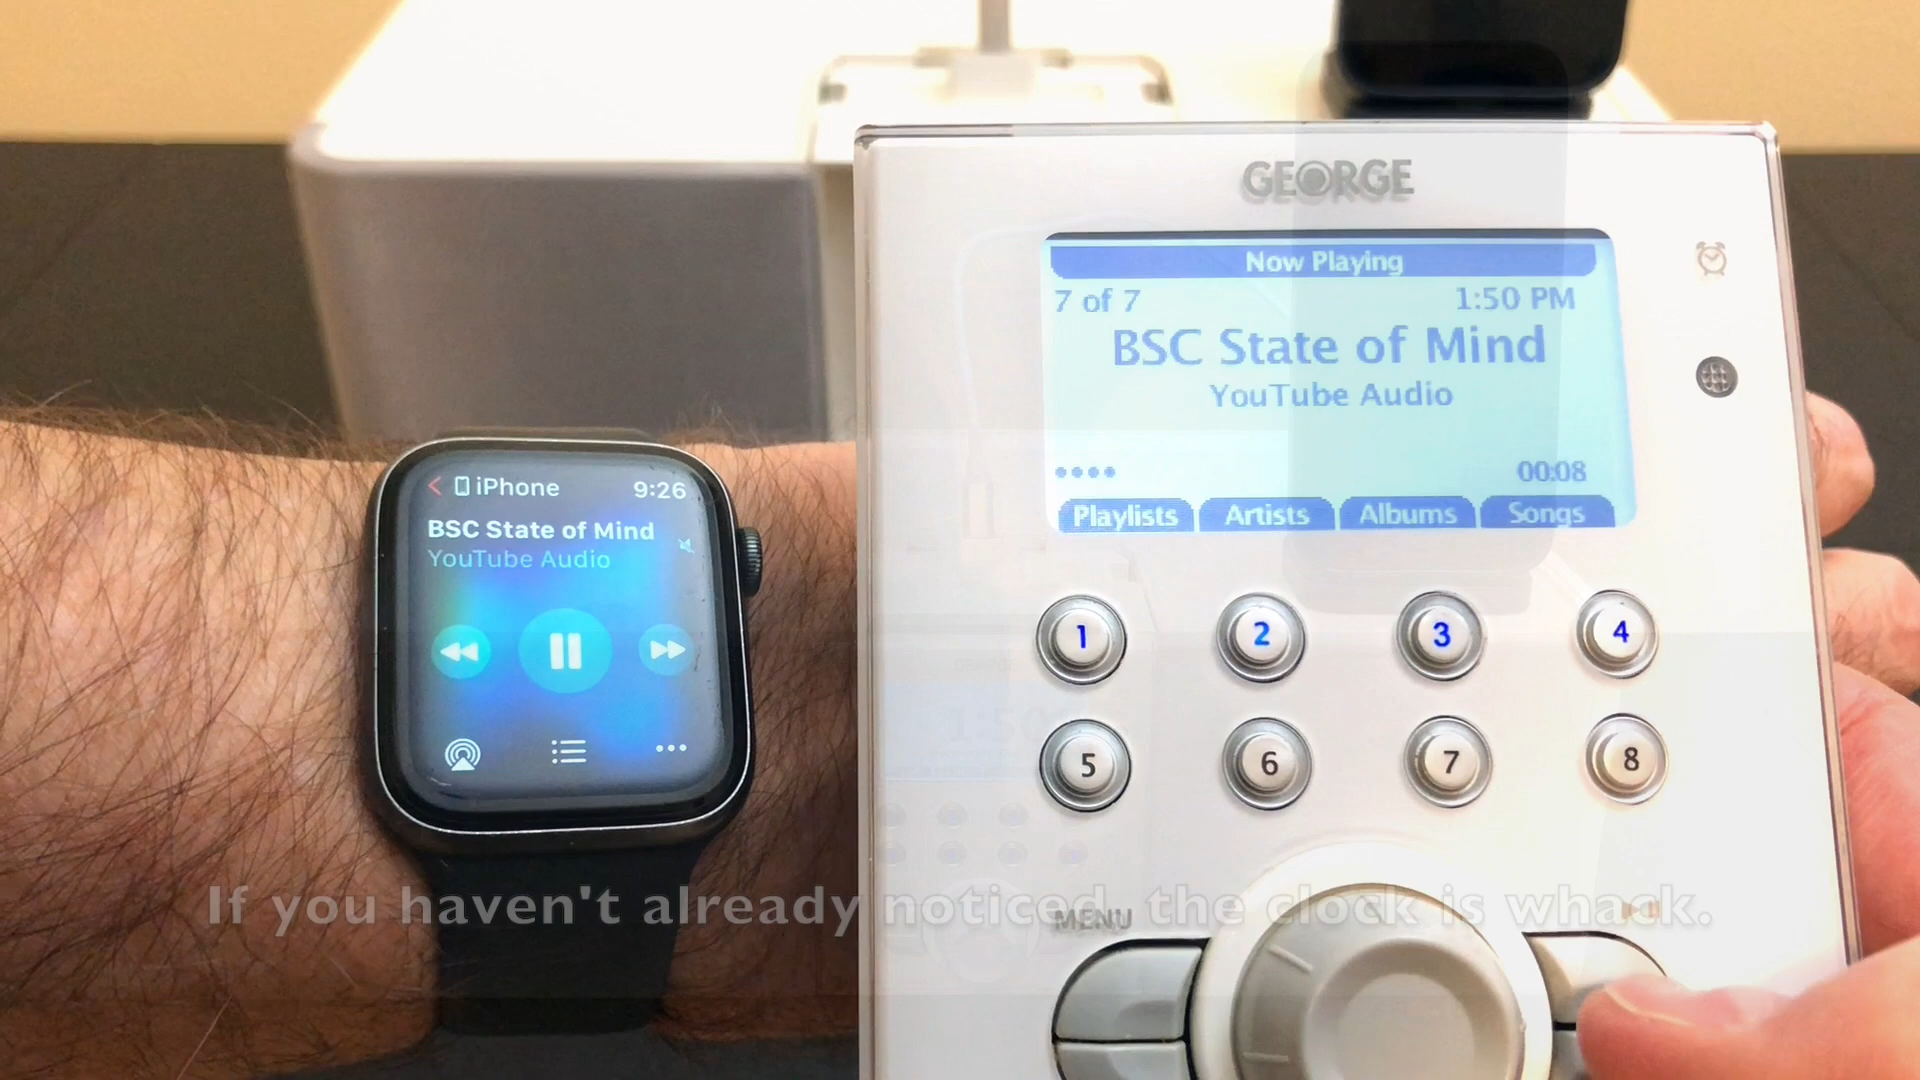 iPhone
9:26
BSC State of Mind
YouTube Audio
GEORGE
Now Playing
7 of 7
1:50 PM
BSC State of Mind
YouTube Audio
00:08
Playlists
Artists
Albums
Songs
1 2 3 4
5 6 7 8
MENU
If you haven't already noticed, the clock is whack.